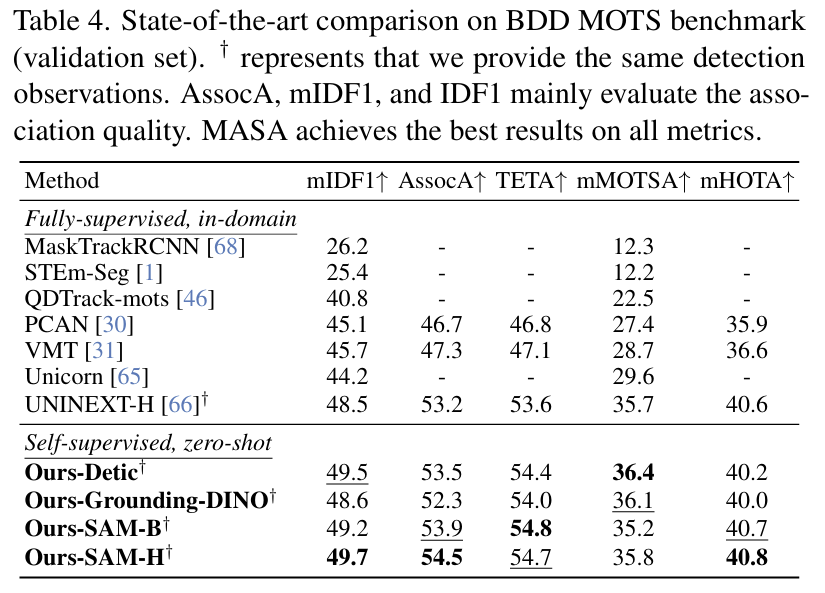 Table 4. State-of-the-art comparison on BDD MOTS benchmark
(validation set). † represents that we provide the same detection
observations. AssocA, mIDF1, and IDF1 mainly evaluate the asso-
ciation quality. MASA achieves the best results on all metrics.
Method mIDF1↑ AssocA↑ TETA↑ mMOTSA↑ mHOTA↑
Fully-supervised, in-domain
MaskTrackRCNN [68] 26.2 - - 12.3 -
STEm-Seg [1] 25.4 - - 12.2 -
QDTrack-mots [46] 40.8 - - 22.5 -
PCAN [30] 45.1 46.7 46.8 27.4 35.9
VMT [31] 45.7 47.3 47.1 28.7 36.6
Unicorn [65] 44.2 - - 29.6 -
UNINEXT-H [66]† 48.5 53.2 53.6 35.7 40.6
Self-supervised, zero-shot
Ours-Detic† 49.5 53.5 54.4 36.4 40.2
Ours-Grounding-DINO† 48.6 52.3 54.0 36.1 40.0
Ours-SAM-B† 49.2 53.9 54.8 35.2 40.7
Ours-SAM-H† 49.7 54.5 54.7 35.8 40.8